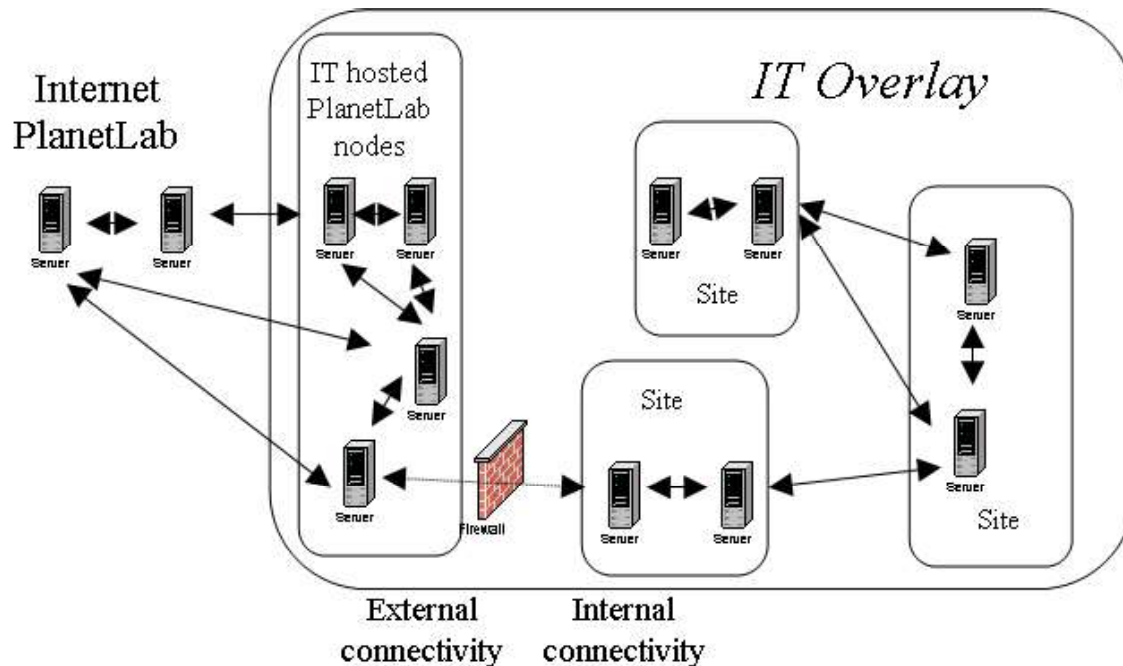 Internet
PlanetLab
Server
Server
IT hosted
PlanetLab
nodes
Server
Server
Server
Server
IT Overlay
Server
Server
Site
Server
Server
Site
Firewall
Site
Server
Server
External
connectivity
Internal
connectivity